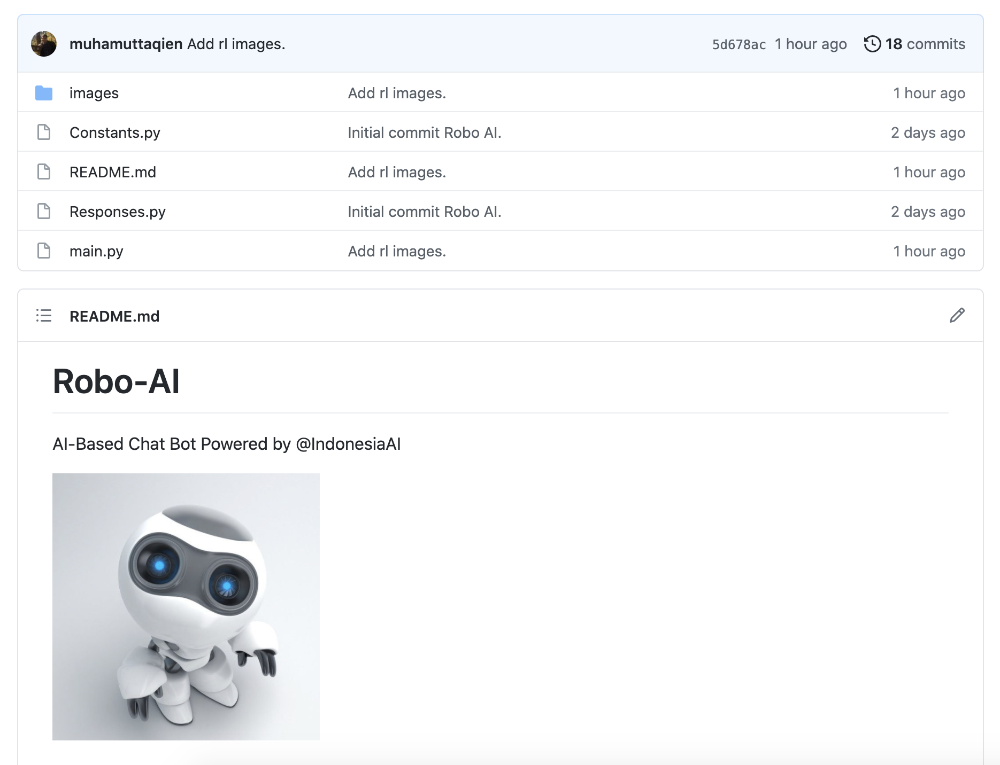 muhamuttaqien Add rl images. 5d678ac 1 hour ago 18 commits
images Add rl images. 1 hour ago
Constants.py Initial commit Robo AI. 2 days ago
README.md Add rl images. 1 hour ago
Responses.py Initial commit Robo AI. 2 days ago
main.py Add rl images. 1 hour ago
README.md
Robo-AI
AI-Based Chat Bot Powered by @IndonesiaAI